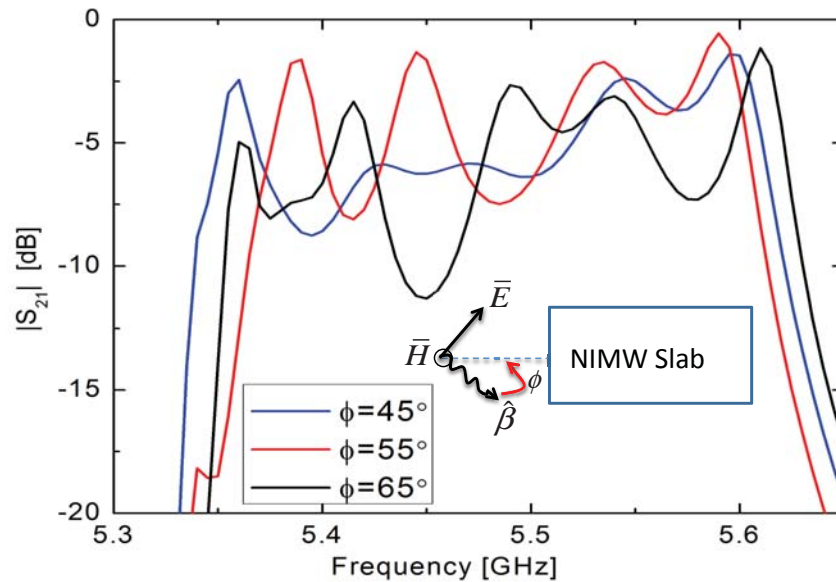 0
-5
-10
-15
-20
|S₂₁| [dB]
E̅
H̅
ϕ
β̂
NIMW Slab
ϕ=45°
ϕ=55°
ϕ=65°
5.3 5.4 5.5 5.6
Frequency [GHz]